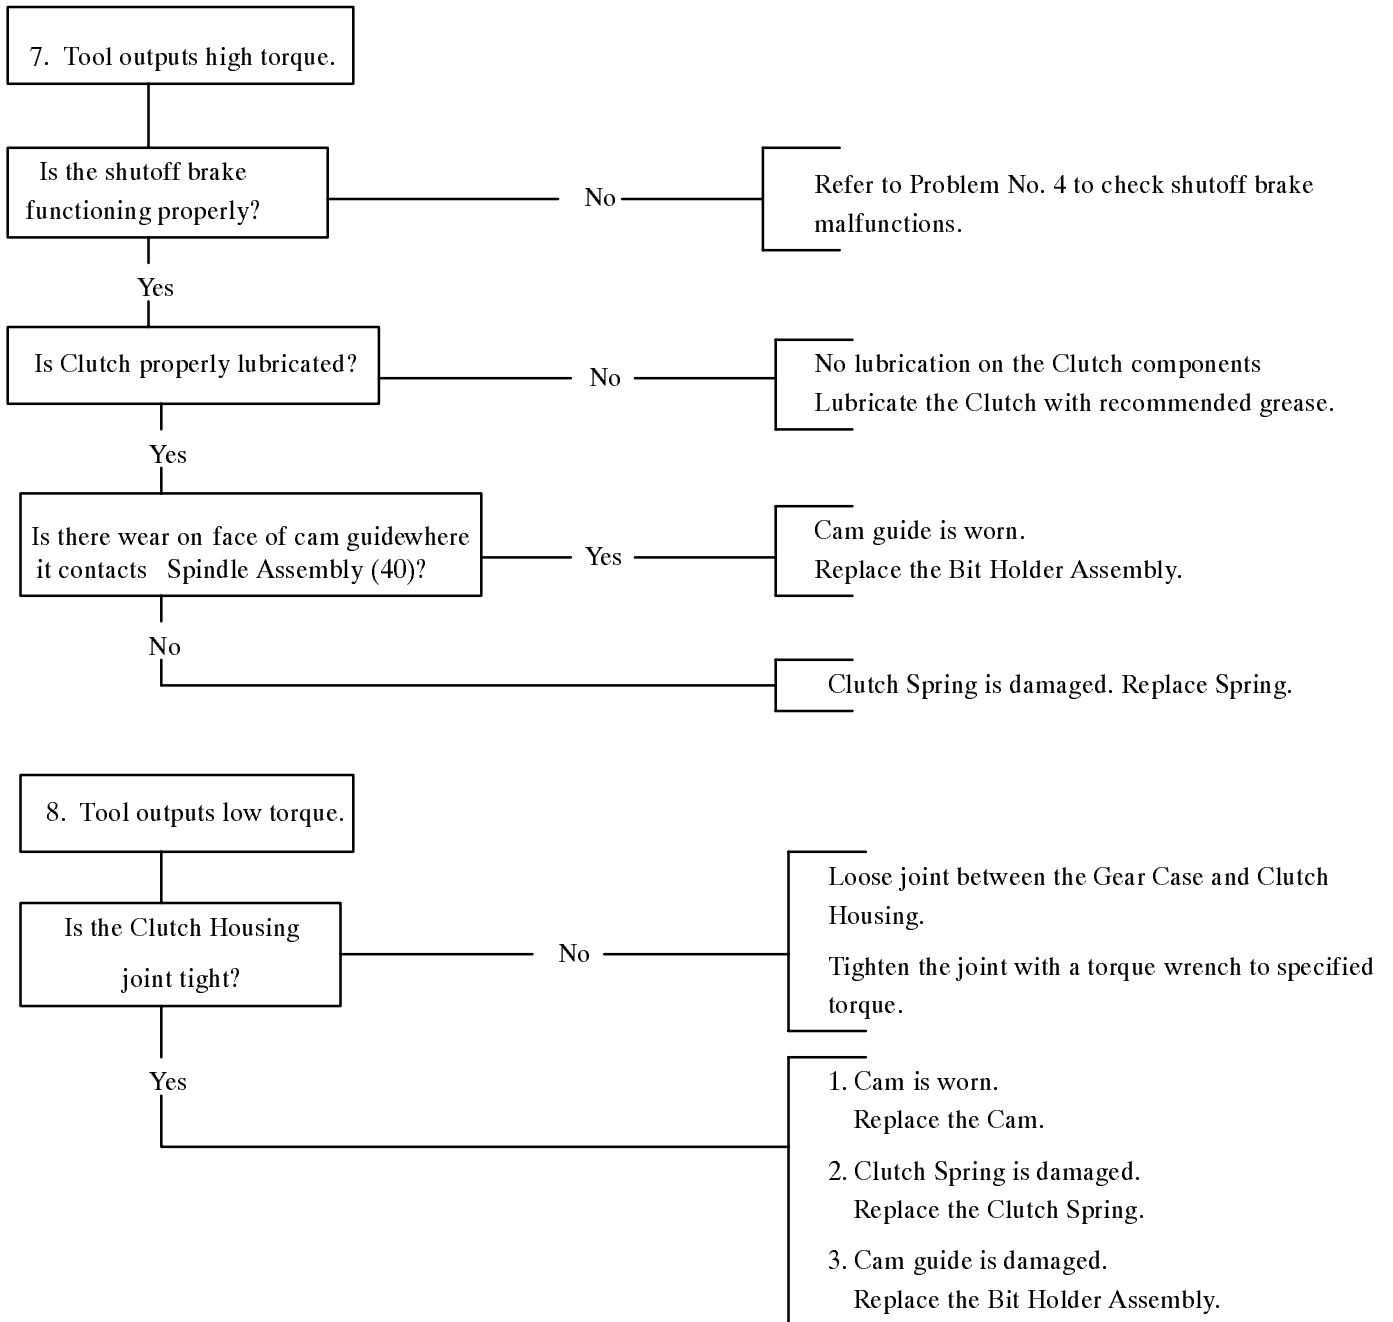 7. Tool outputs high torque.
Is the shutoff brake
functioning properly?
No
Refer to Problem No. 4 to check shutoff brake
malfunctions.
Yes
Is Clutch properly lubricated?
No
No lubrication on the Clutch components
Lubricate the Clutch with recommended grease.
Yes
Is there wear on face of cam guidewhere
it contacts Spindle Assembly (40)?
Yes
Cam guide is worn.
Replace the Bit Holder Assembly.
No
Clutch Spring is damaged. Replace Spring.
8. Tool outputs low torque.
Is the Clutch Housing
joint tight?
No
Loose joint between the Gear Case and Clutch
Housing.
Tighten the joint with a torque wrench to specified
torque.
Yes
1. Cam is worn.
Replace the Cam.
2. Clutch Spring is damaged.
Replace the Clutch Spring.
3. Cam guide is damaged.
Replace the Bit Holder Assembly.